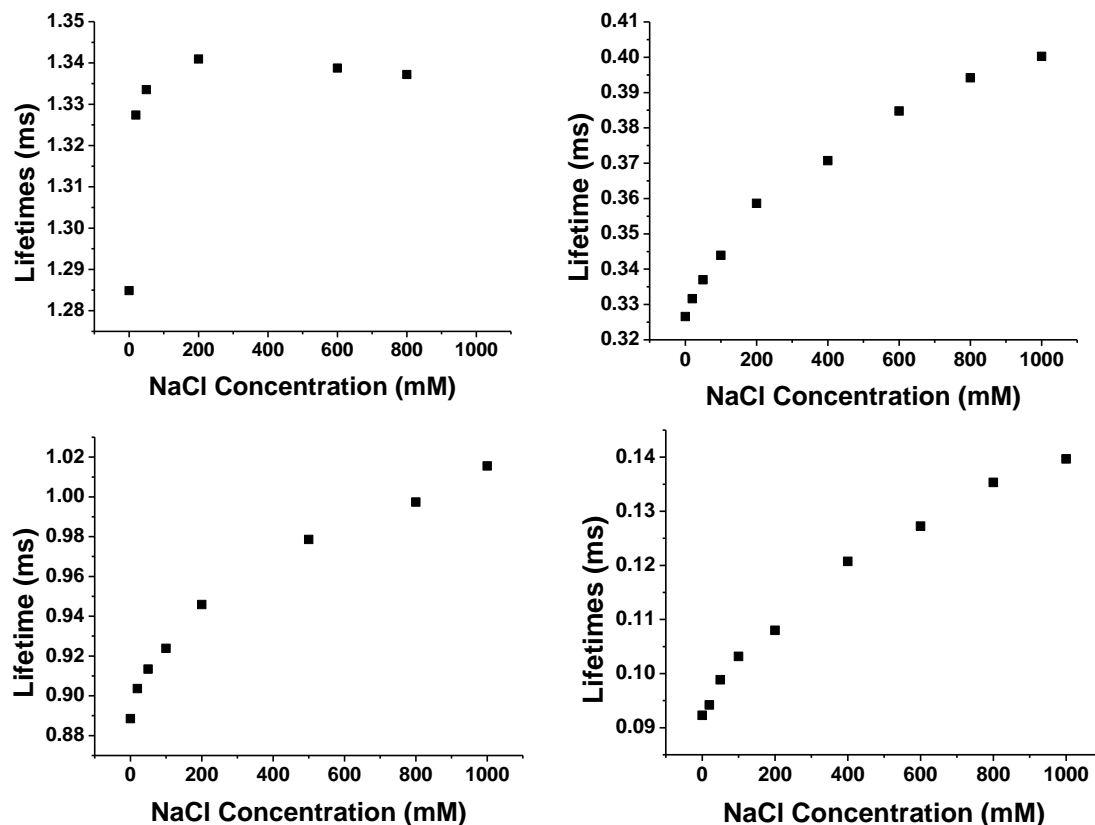 Lifetimes (ms)
1.35
1.34
1.33
1.32
1.31
1.30
1.29
1.28
0 200 400 600 800 1000
NaCl Concentration (mM)
Lifetime (ms)
0.41
0.40
0.39
0.38
0.37
0.36
0.35
0.34
0.33
0.32
0 200 400 600 800 1000
NaCl Concentration (mM)
Lifetime (ms)
1.02
1.00
0.98
0.96
0.94
0.92
0.90
0.88
0 200 400 600 800 1000
NaCl Concentration (mM)
Lifetimes (ms)
0.14
0.13
0.12
0.11
0.10
0.09
0 200 400 600 800 1000
NaCl Concentration (mM)